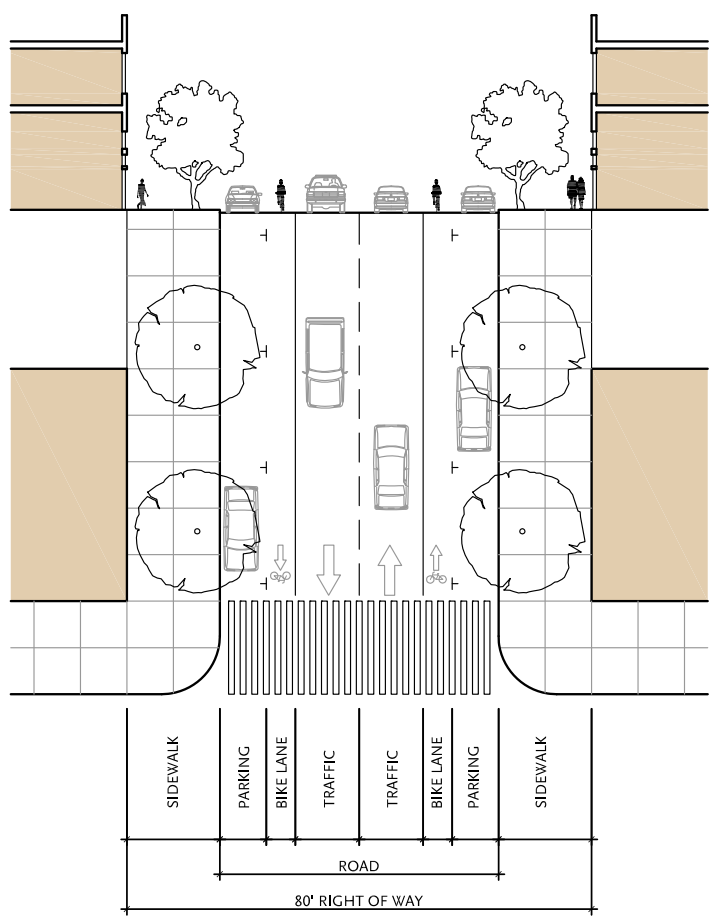 SIDEWALK
PARKING
BIKE LANE
TRAFFIC
TRAFFIC
BIKE LANE
PARKING
SIDEWALK
ROAD
80' RIGHT OF WAY